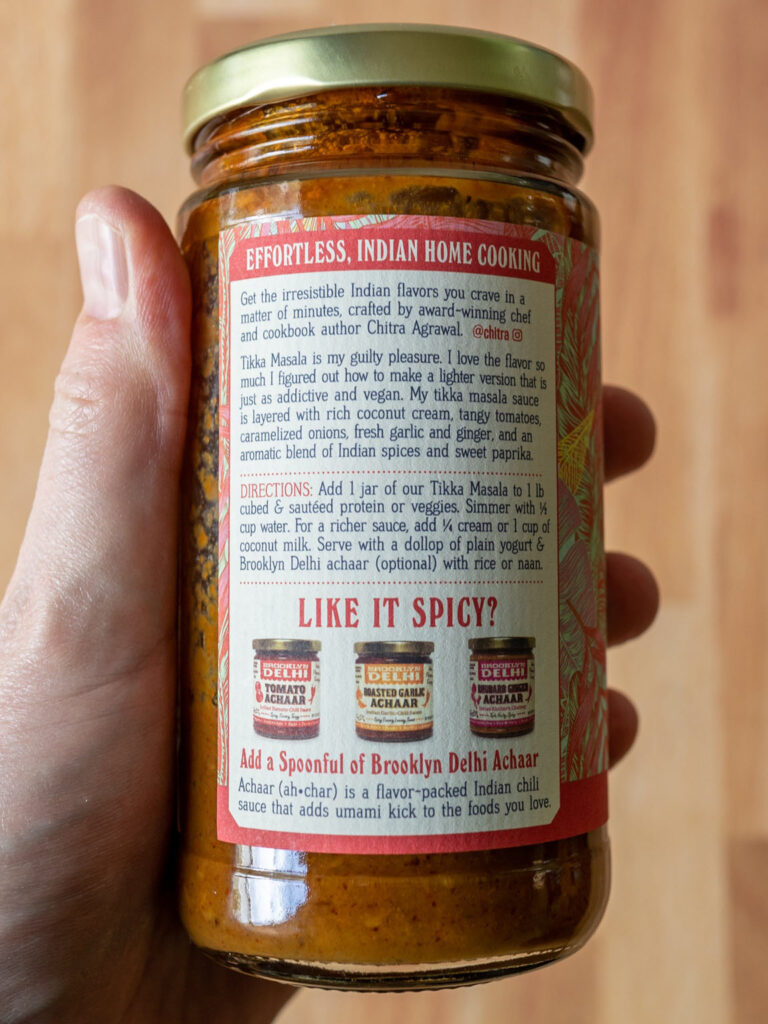 EFFORTLESS, INDIAN HOME COOKING
Get the irresistible Indian flavors you crave in a
matter of minutes, crafted by award-winning chef
and cookbook author Chitra Agrawal. @chitra
Tikka Masala is my guilty pleasure. I love the flavor so
much I figured out how to make a lighter version that is
just as addictive and vegan. My tikka masala sauce
is layered with rich coconut cream, tangy tomatoes,
caramelized onions, fresh garlic and ginger, and an
aromatic blend of Indian spices and sweet paprika.
DIRECTIONS: Add 1 jar of our Tikka Masala to 1 lb
cubed & sautéed protein or veggies. Simmer with ½
cup water. For a richer sauce, add ¼ cream or 1 cup of
coconut milk. Serve with a dollop of plain yogurt &
Brooklyn Delhi achaar (optional) with rice or naan.
LIKE IT SPICY?
BROOKLYN
DELHI
TOMATO
ACHAAR
BROOKLYN
DELHI
ROASTED GARLIC
ACHAAR
BROOKLYN
DELHI
RHUBARB GINGER
ACHAAR
Add a Spoonful of Brooklyn Delhi Achaar
Achaar (ah•char) is a flavor-packed Indian chili
sauce that adds umami kick to the foods you love.